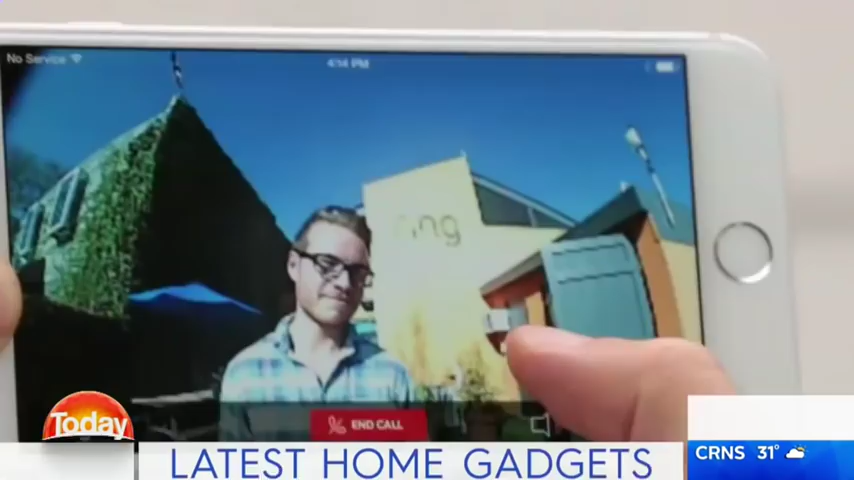 No Service
4:14 PM
ring
END CALL
Today
LATEST HOME GADGETS
CRNS 31°